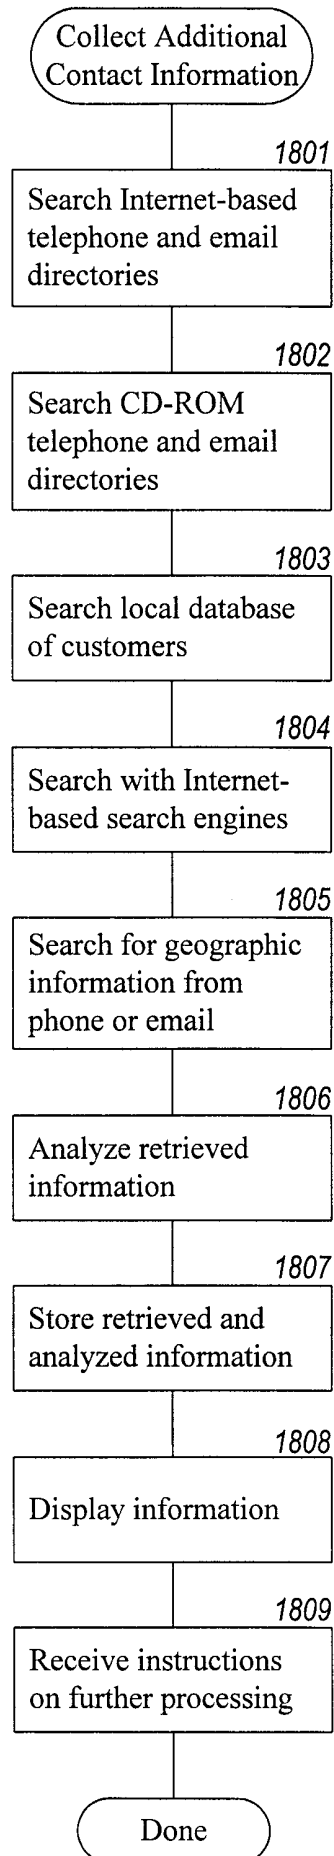 Collect Additional
Contact Information
1801
Search Internet-based
telephone and email
directories
1802
Search CD-ROM
telephone and email
directories
1803
Search local database
of customers
1804
Search with Internet-
based search engines
1805
Search for geographic
information from
phone or email
1806
Analyze retrieved
information
1807
Store retrieved and
analyzed information
1808
Display information
1809
Receive instructions
on further processing
Done